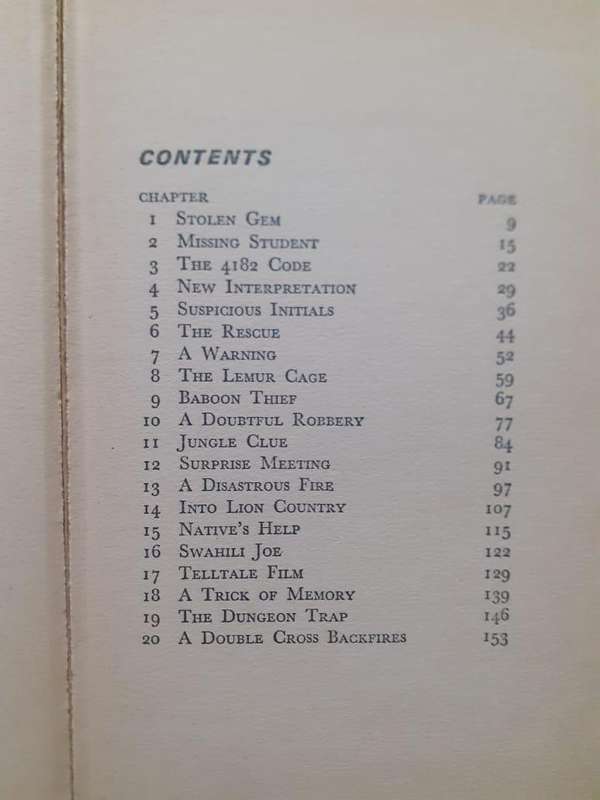 CONTENTS
CHAPTER PAGE
1 STOLEN GEM 9
2 MISSING STUDENT 15
3 THE 4182 CODE 22
4 NEW INTERPRETATION 29
5 SUSPICIOUS INITIALS 36
6 THE RESCUE 44
7 A WARNING 52
8 THE LEMUR CAGE 59
9 BABOON THIEF 67
10 A DOUBTFUL ROBBERY 77
11 JUNGLE CLUE 84
12 SURPRISE MEETING 91
13 A DISASTROUS FIRE 97
14 INTO LION COUNTRY 107
15 NATIVE'S HELP 115
16 SWAHILI JOE 122
17 TELLTALE FILM 129
18 A TRICK OF MEMORY 139
19 THE DUNGEON TRAP 146
20 A DOUBLE CROSS BACKFIRES 153